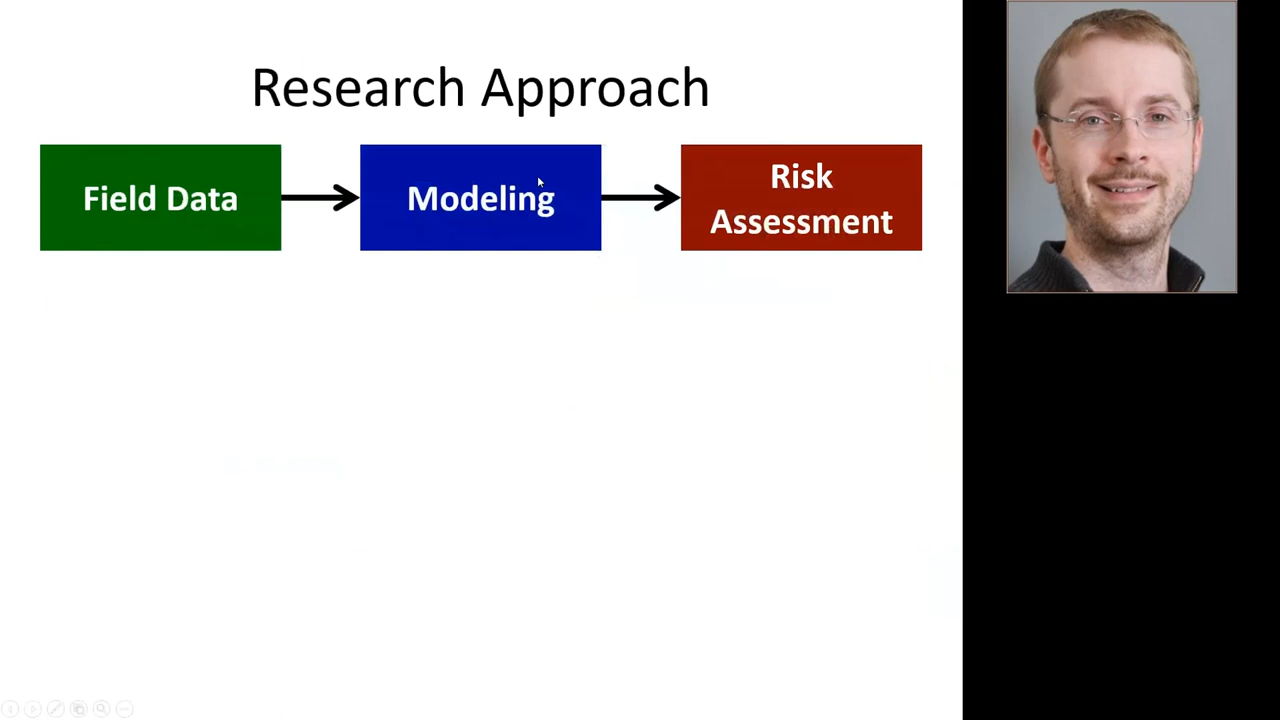 Research Approach
Field Data
Modeling
Risk
Assessment